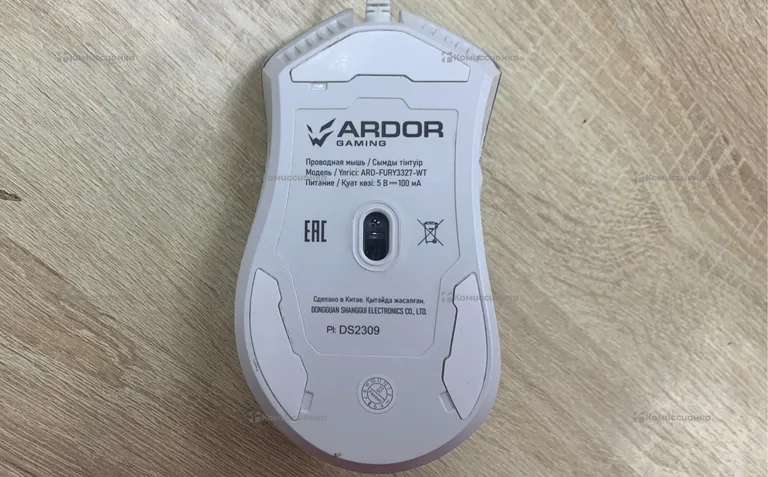 ARDOR
GAMING
Проводная мышь / Сымды тінтуір
Модель / Үлгісі: ARD-FURY3327-WT
Питание / Қуат көзі: 5 В ⎓ 100 мА
EAC
Сделано в Китае. Қытайда жасалған.
DONGGUAN SHANGGUI ELECTRONICS CO., LTD.
PI: DS2309
Комиссионка